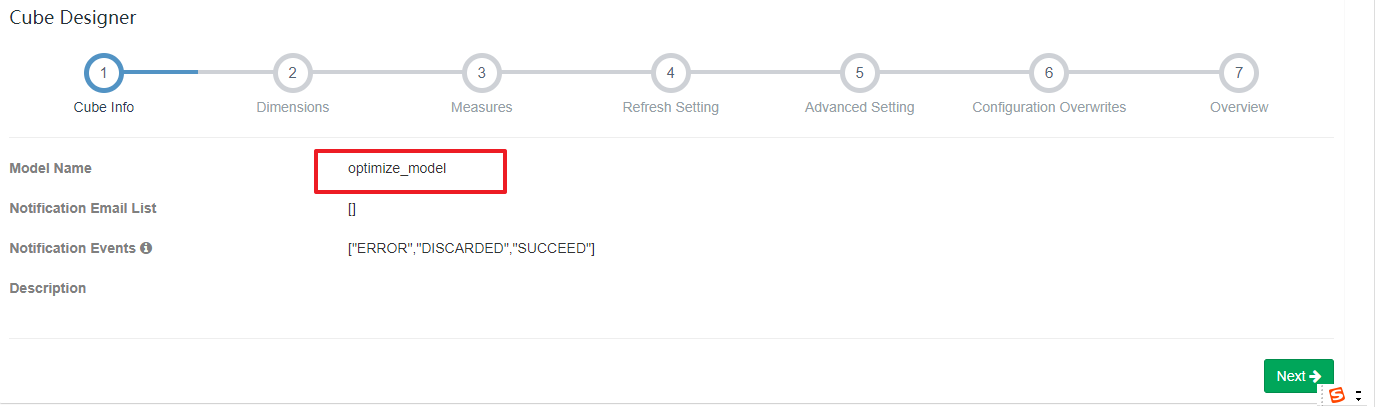 Cube Designer
1 2 3 4 5 6 7
Cube Info Dimensions Measures Refresh Setting Advanced Setting Configuration Overwrites Overview
Model Name optimize_model
Notification Email List []
Notification Events ["ERROR","DISCARDED","SUCCEED"]
Description
Next